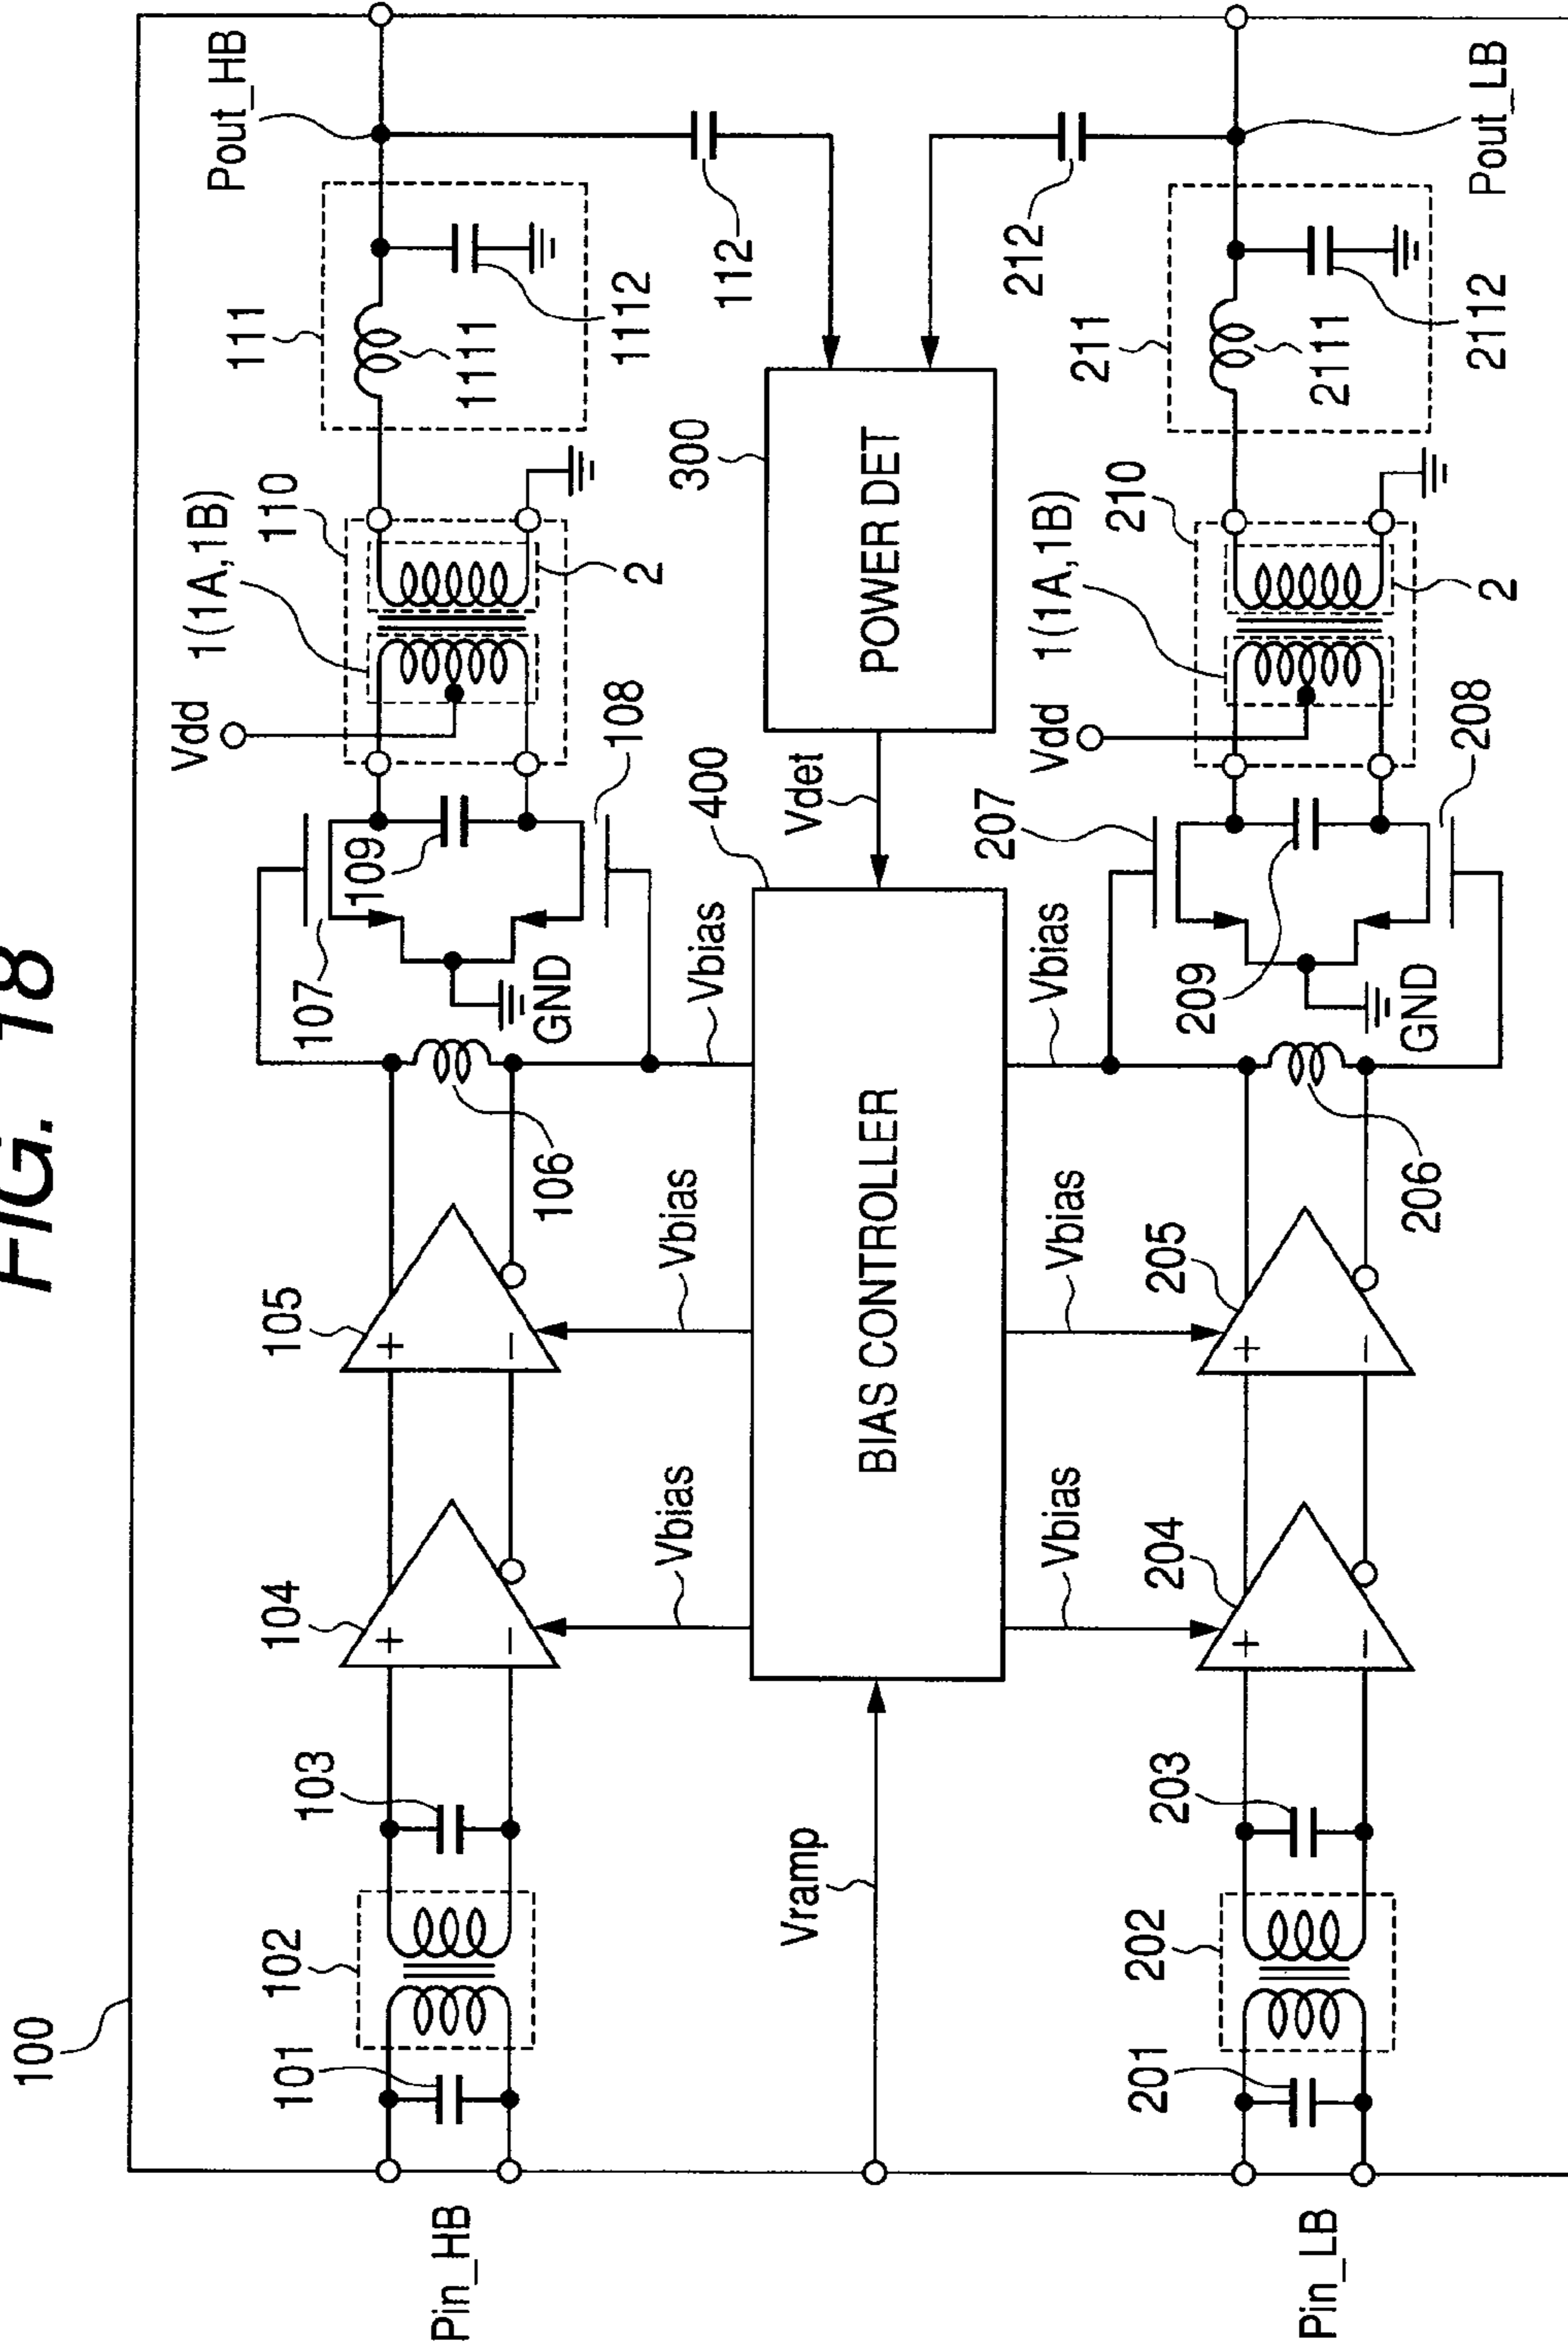 FIG. 18
100
Pin_HB
101
102
103
104
105
106
107
GND
108
109
Vdd
1(1A,1B)
110
2
111
1111
1112
Pout_HB
112
Vramp
Vbias
Vbias
Vbias
BIAS CONTROLLER
400
Vdet
POWER DET
300
Vbias
Vbias
Vbias
212
Pin_LB
201
202
203
204
205
206
207
GND
208
209
Vdd
1(1A,1B)
210
2
211
2111
2112
Pout_LB
+
−
+
−
+
−
+
−